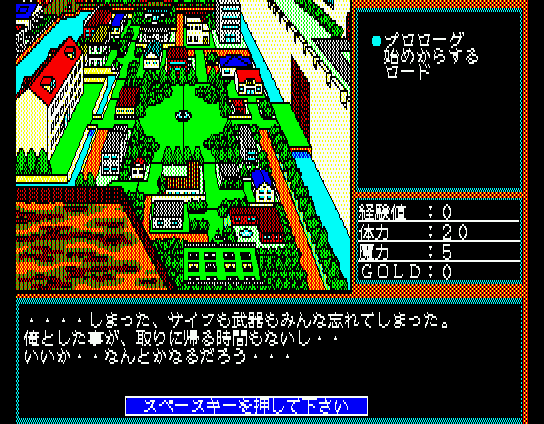 プロローグ
始めからする
ロード
経験値 : 0
体力 : 20
魔力 : 5
GOLD: 0
・・・・しまった、サイフも武器もみんな忘れてしまった。
俺とした事が、取りに帰る時間もないし・・
いいか・・なんとかなるだろう・・・
スペースキーを押して下さい